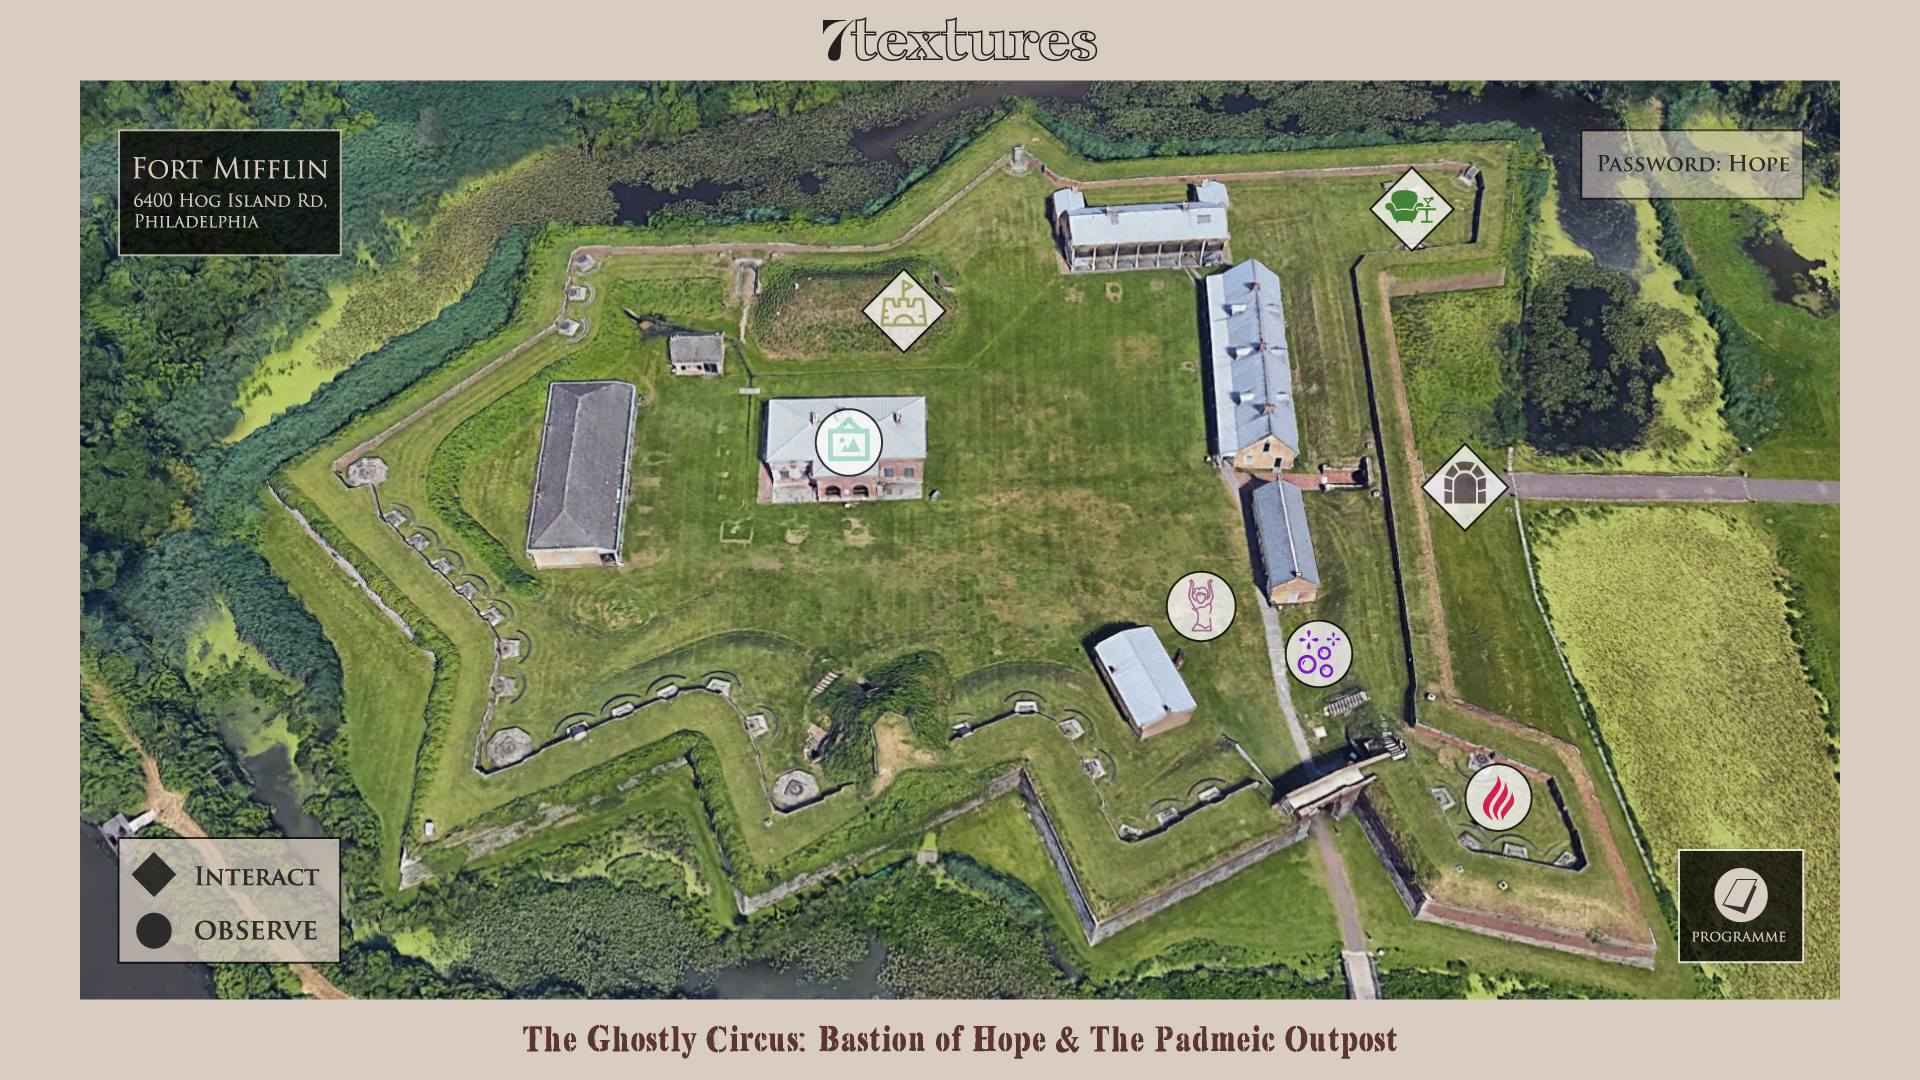 7textures
FORT MIFFLIN
6400 HOG ISLAND RD,
PHILADELPHIA
PASSWORD: HOPE
INTERACT
OBSERVE
PROGRAMME
The Ghostly Circus: Bastion of Hope & The Padmeic Outpost